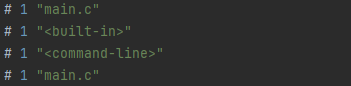 # 1 "main.c"
# 1 "<built-in>"
# 1 "<command-line>"
# 1 "main.c"